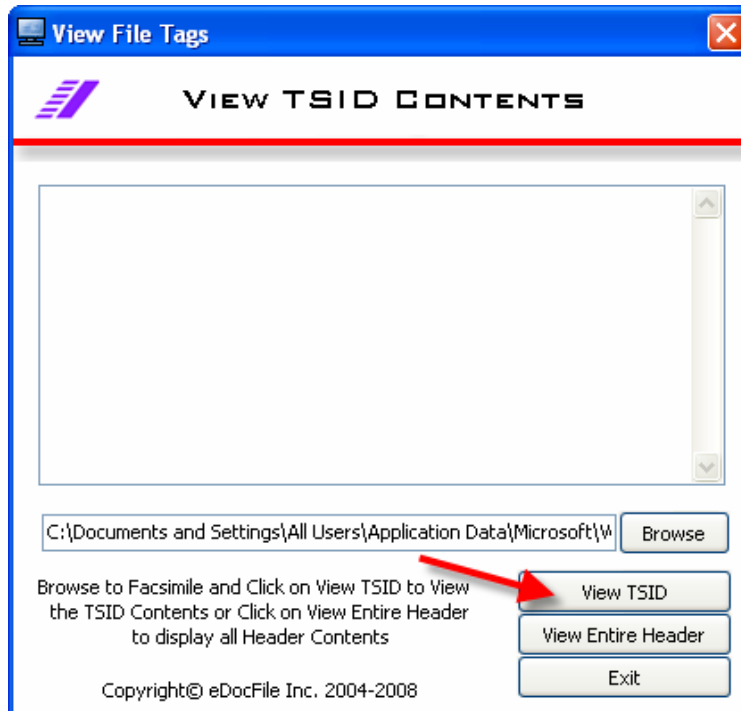 View File Tags
VIEW TSID CONTENTS
C:\Documents and Settings\All Users\Application Data\Microsoft\
Browse
Browse to Facsimile and Click on View TSID to View
the TSID Contents or Click on View Entire Header
to display all Header Contents
View TSID
View Entire Header
Exit
Copyright© eDocFile Inc. 2004-2008